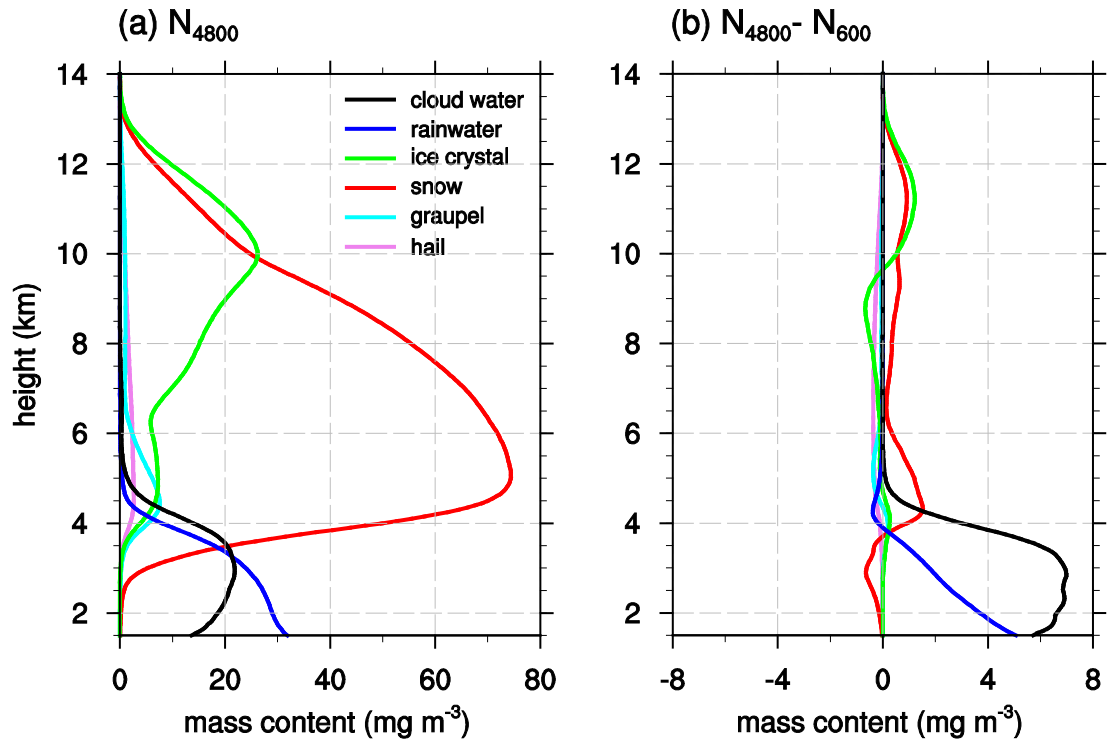 (a) N4800
(b) N4800- N600
14
12
10
8
6
4
2
height (km)
cloud water
rainwater
ice crystal
snow
graupel
hail
0 20 40 60 80
mass content (mg m-3)
14
12
10
8
6
4
2
-8 -4 0 4 8
mass content (mg m-3)